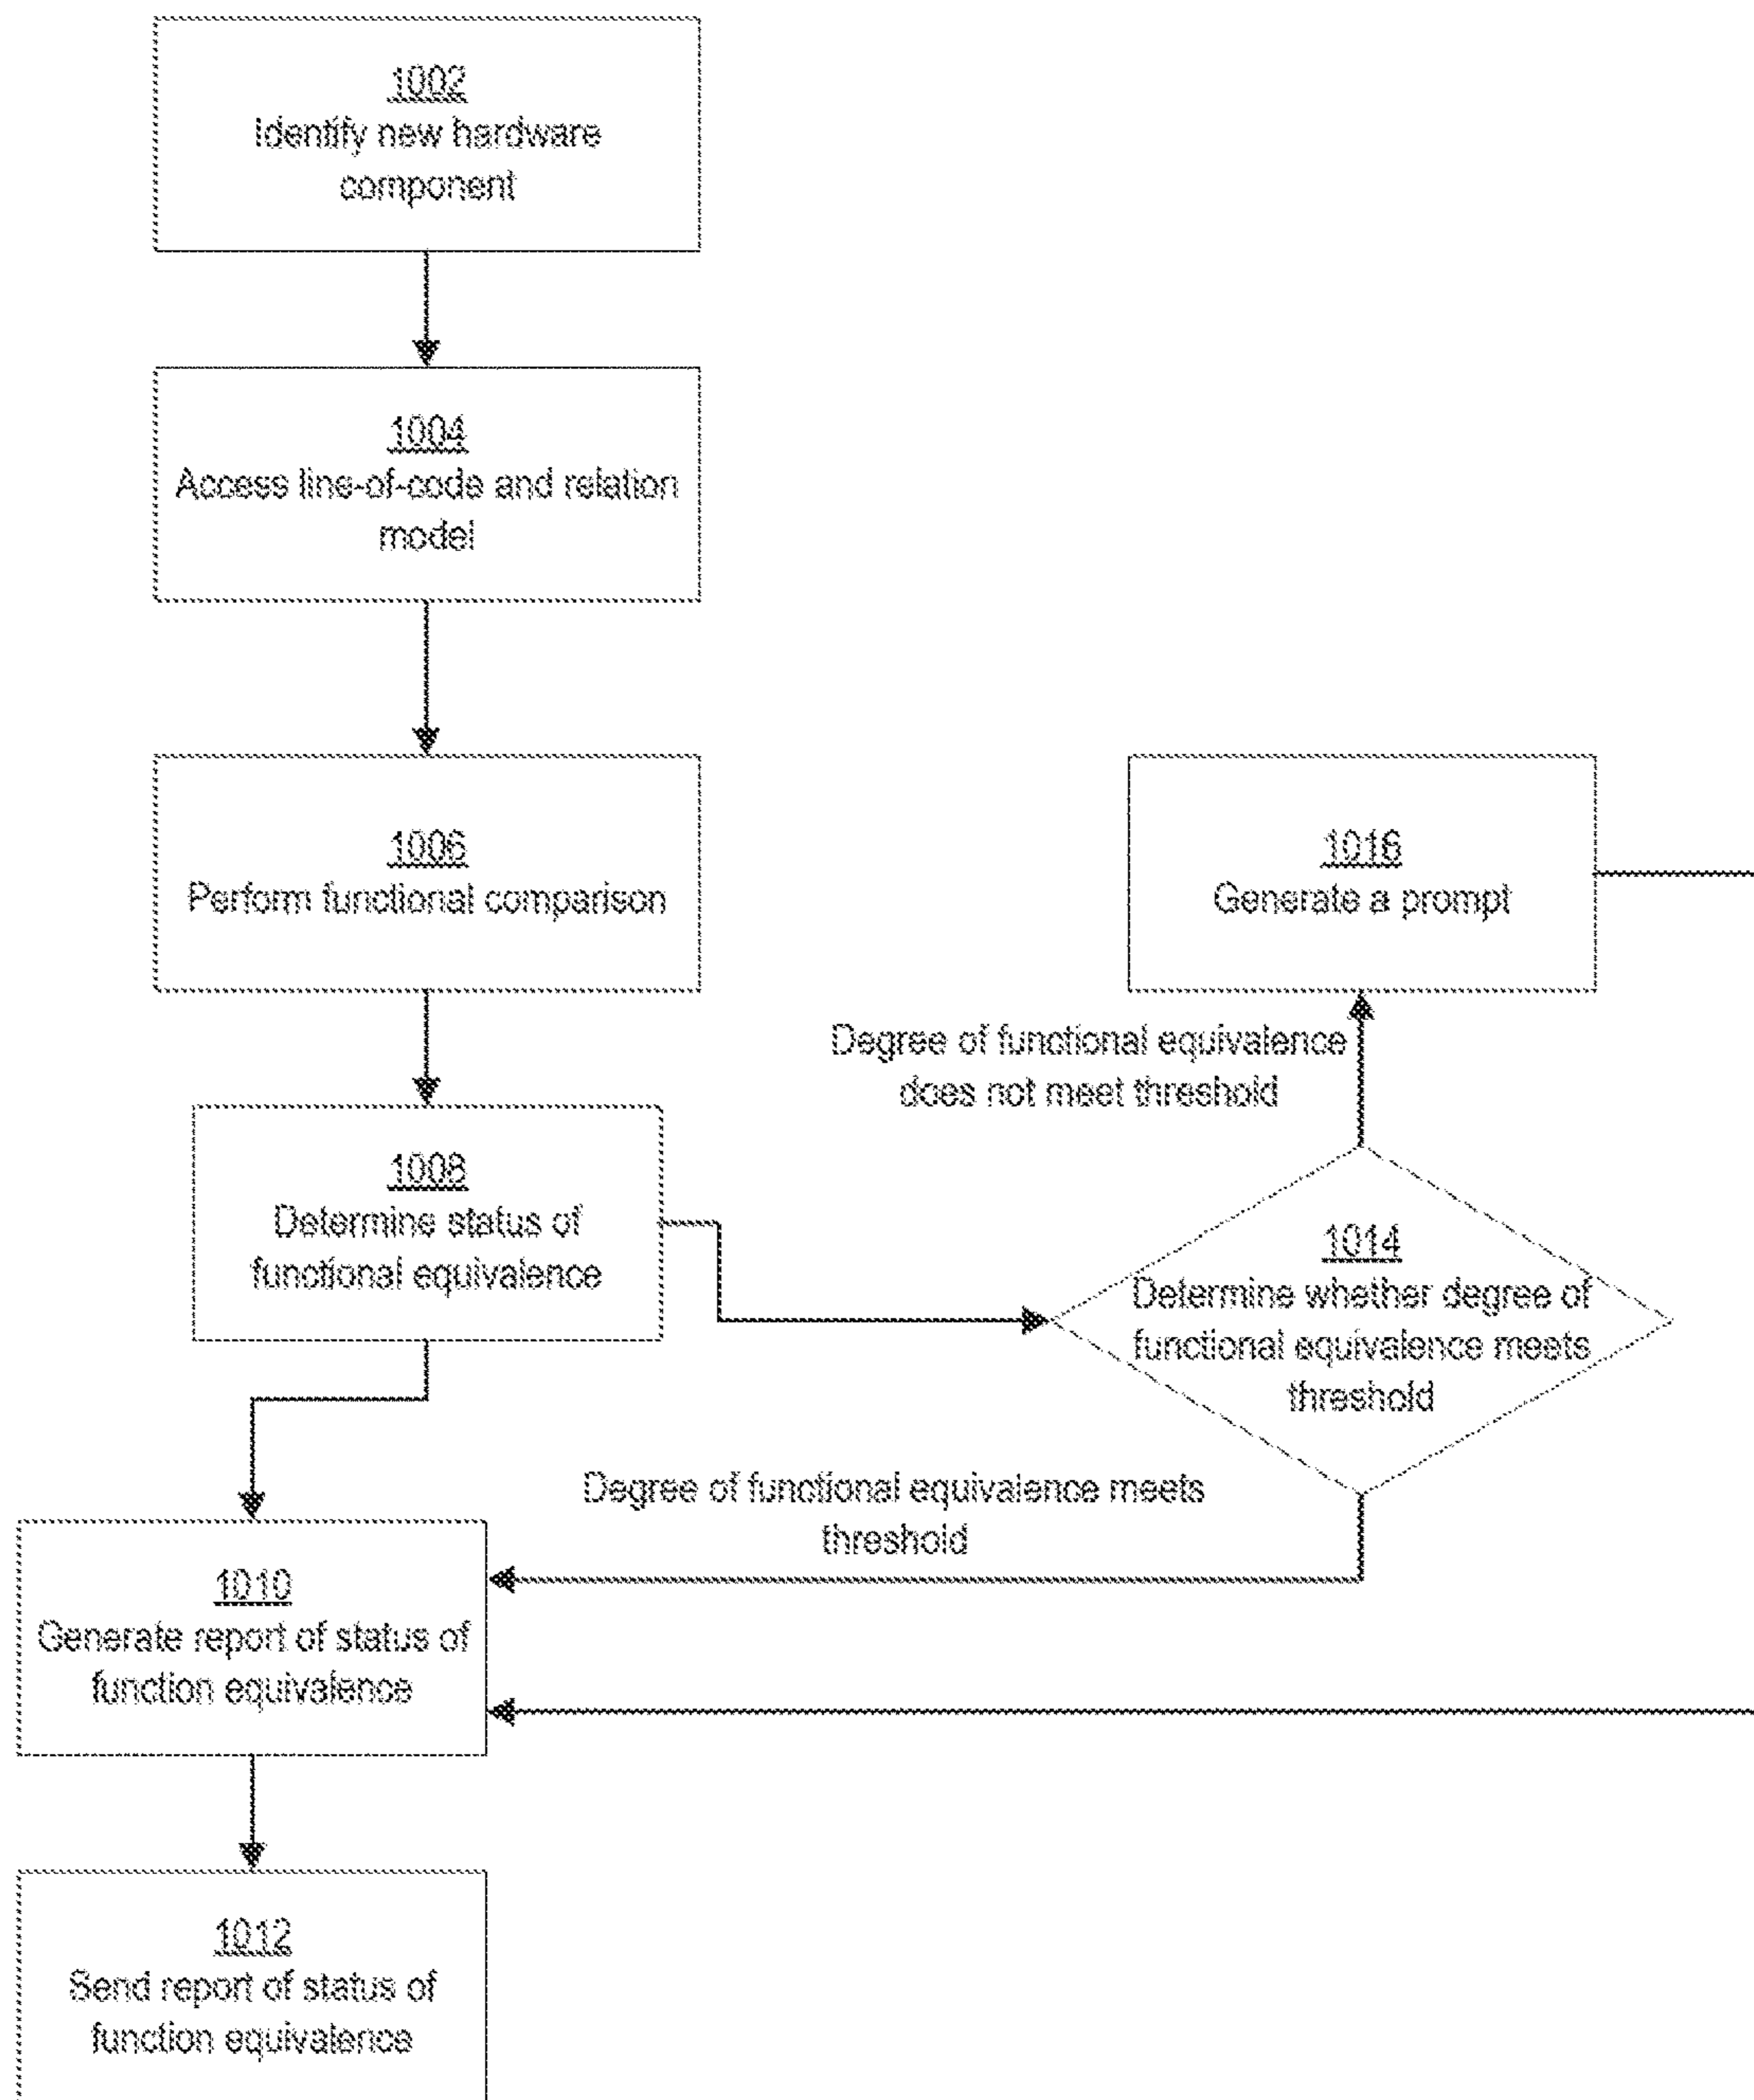 1002
Identify new hardware
component
1004
Access line-of-code and relation
model
1006
Perform functional comparison
1016
Generate a prompt
Degree of functional equivalence
does not meet threshold
1008
Determine status of
functional equivalence
1014
Determine whether degree of
functional equivalence meets
threshold
Degree of functional equivalence meets
threshold
1010
Generate report of status of
function equivalence
1012
Send report of status of
function equivalence